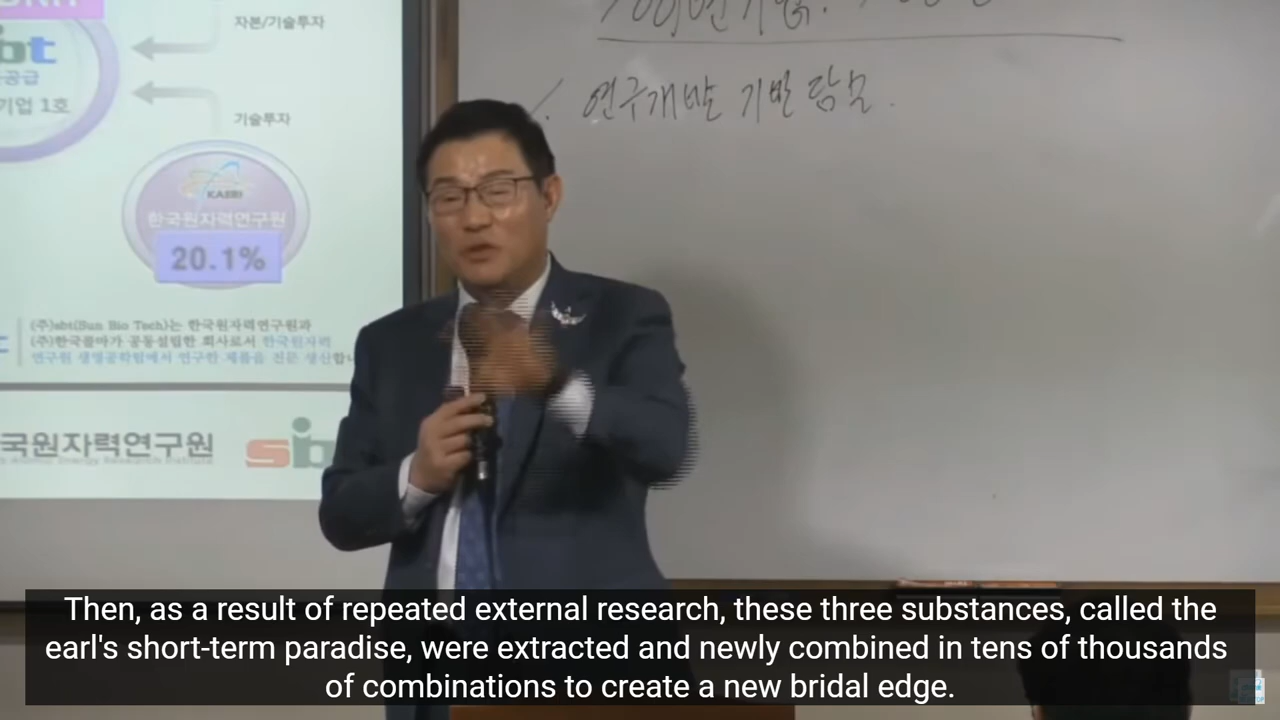 자본/기술투자
bt
공급
기업 1호
기술투자
KAERI
한국원자력연구원
20.1%
(주)sbt(Sun Bio Tech)는 한국원자력연구원과
(주)한국콜마가 공동설립한 회사로서 한국원자력
연구원 생명공학팀에서 연구한 제품을 전문 생산합니
국원자력연구원
sb
연구개발 기반 담보.
Then, as a result of repeated external research, these three substances, called the
earl's short-term paradise, were extracted and newly combined in tens of thousands
of combinations to create a new bridal edge.